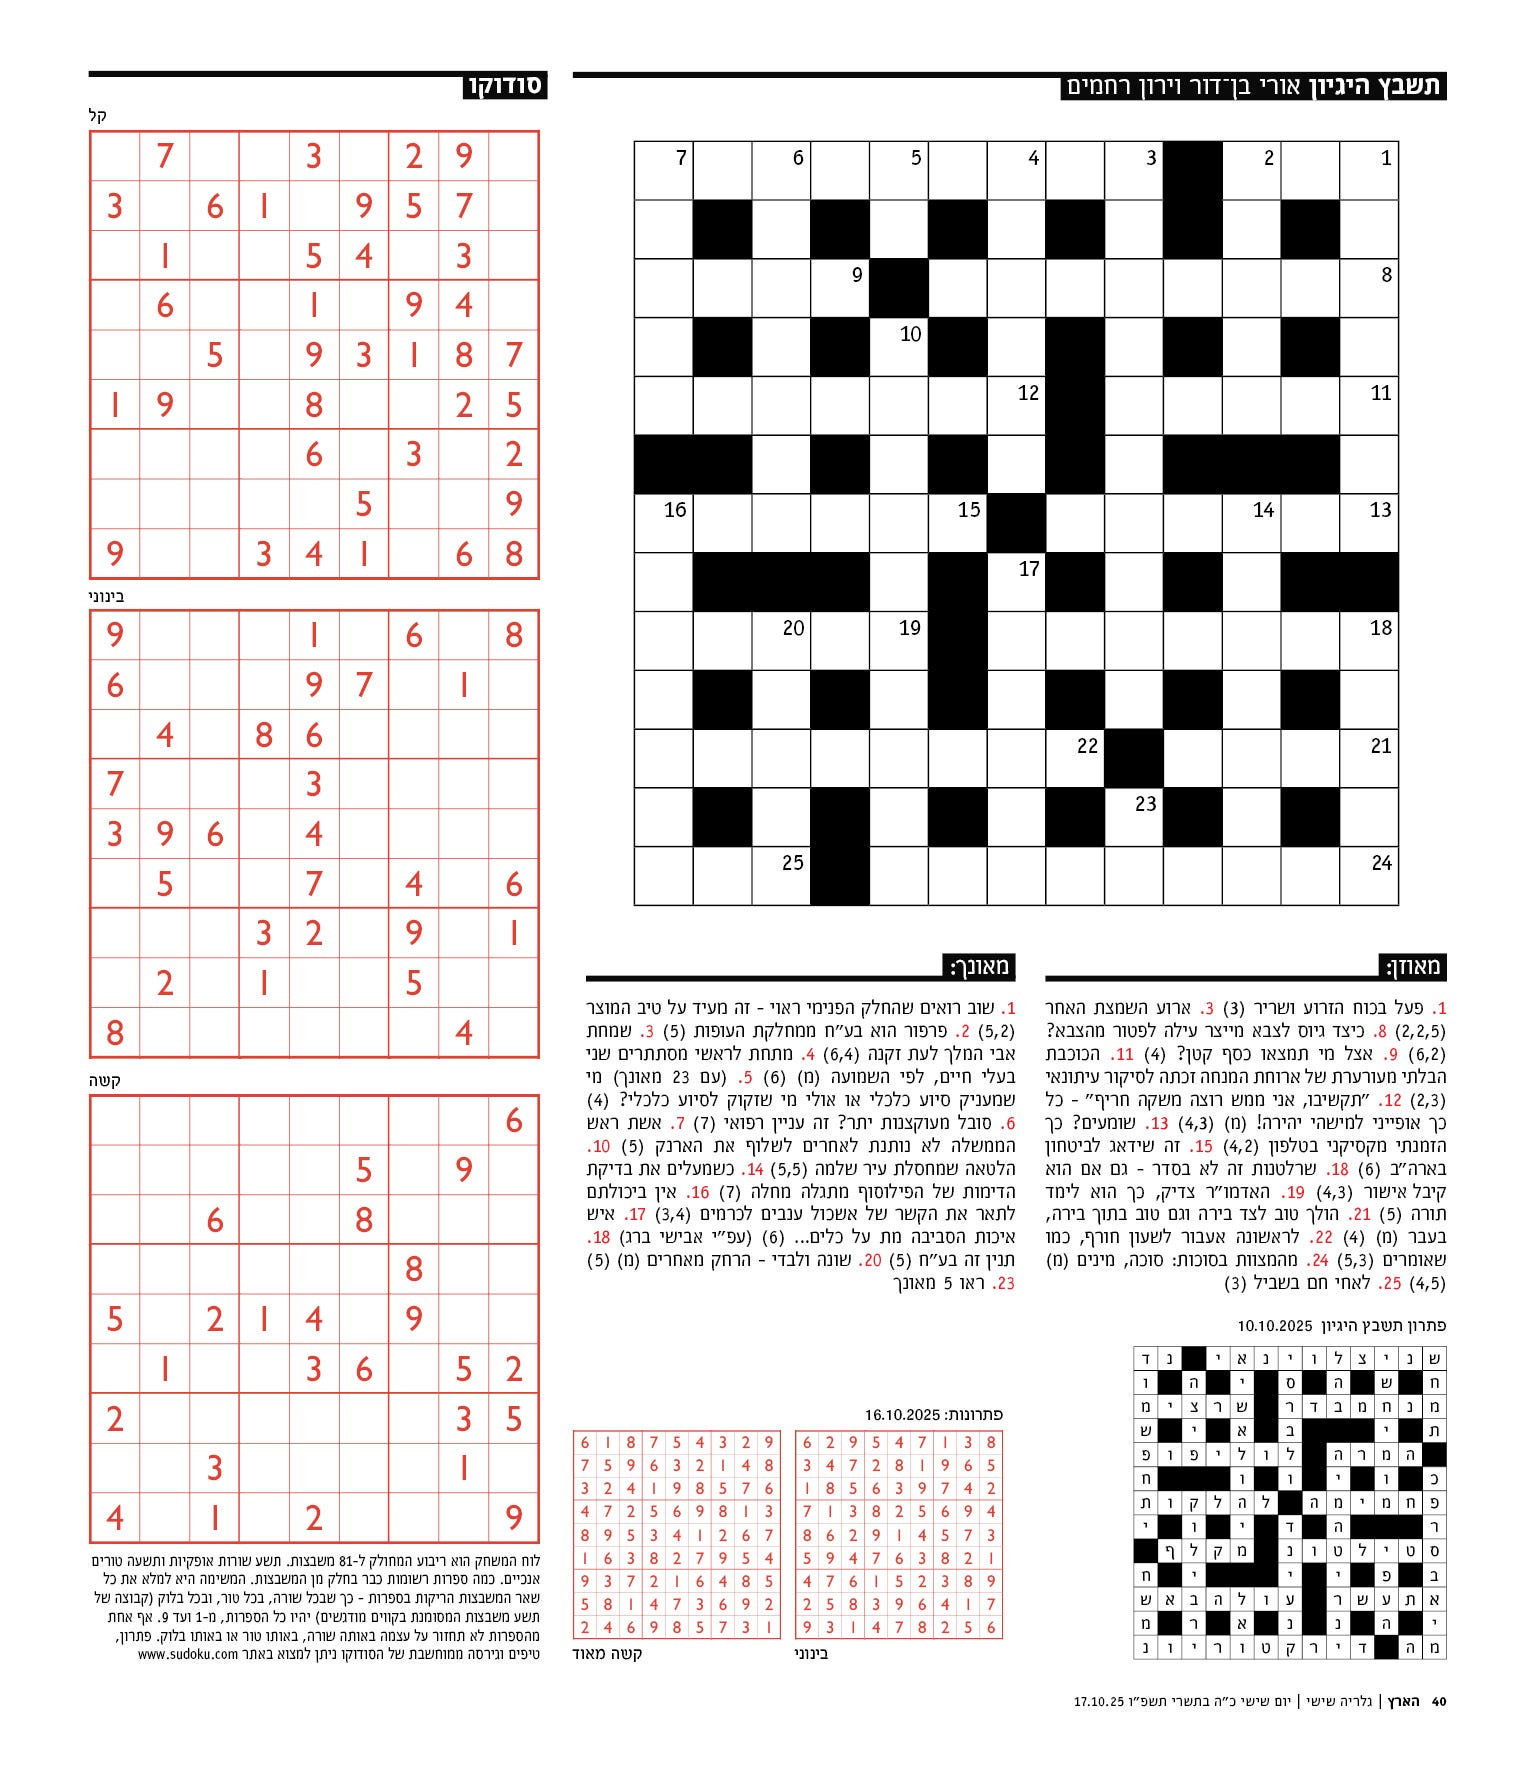 תשבץ היגיון אורי בן־דור וירון רחמים
1 2 3 4 5 6 7
8 9
10
11 12
13 14 15 16
17
18 19 20
21 22
23
24 25
מאוזן:
1. פעל בכוח הזרוע ושריר (3) 3. ארוע השמצת האחר
(2,2,5) 8. כיצד גיוס לצבא מייצר עילה לפטור מהצבא?
(6,2) 9. אצל מי תמצאו כסף קטן? (4) 11. הכוכבת
הבלתי מעורערת של ארוחת המנחה זכתה לסיקור עיתונאי
(2,3) 12. "תקשיבו, אני ממש רוצה משקה חריף" - כל
כך אופייני למישהי יהירה! (מ) (4,3) 13. שומעים? כך
הזמנתי מקסיקני בטלפון (4,2) 15. זה שידאג לביטחון
בארה"ב (6) 18. שרלטנות זה לא בסדר - גם אם הוא
קיבל אישור (4,3) 19. האדמו"ר צדיק, כך הוא לימד
תורה (5) 21. הולך טוב לצד בירה וגם טוב בתוך בירה,
בעבר (מ) (4) 22. לראשונה אעבור לשעון חורף, כמו
שאומרים (5,3) 24. מהמצוות בסוכות: סוכה, מינים (מ)
(4,5) 25. לאחי חם בשביל (3)
מאונך:
1. שוב רואים שהחלק הפנימי ראוי - זה מעיד על טיב המוצר
(5,2) 2. פרפור הוא בע"ח ממחלקת העופות (5) 3. שמחת
אבי המלך לעת זקנה (6,4) 4. מתחת לראשי מסתתרים שני
בעלי חיים, לפי השמועה (מ) (6) 5. (עם 23 מאונך) מי
שמעניק סיוע כלכלי או אולי מי שזקוק לסיוע כלכלי? (4)
6. סובל מעוקצנות יתר? זה עניין רפואי (7) 7. אשת ראש
הממשלה לא נותנת לאחרים לשלוף את הארנק (5) 10.
הלטאה שמחסלת עיר שלמה (5,5) 14. כשמעלים את בדיקת
הדימות של הפילוסוף מתגלה מחלה (7) 16. אין ביכולתם
לתאר את הקשר של אשכול ענבים לכרמים (3,4) 17. איש
איכות הסביבה מת על כלים... (6) (עפ"י אבישי ברג) 18.
תנין זה בע"ח (5) 20. שונה ולבדי - הרחק מאחרים (מ) (5)
23. ראו 5 מאונך
פתרון תשבץ היגיון 10.10.2025
ש נ י צ ל ו י נ א י נ ד
ח ש ה ס י ה ו
מ נ ח מ ב ד ר ש ר צ י מ
ת י ב א י ש
ה מ ר ה ל ו ל י פ ו פ
כ ו י ו ו ח
פ ח מ י מ ה ל ה ל ק ו ת
ר ה ד י ו י
ס ט י ל ט ו נ מ ק ל ף
ב פ י י י ח
א ת ע ש ר ע ו ל ה ב א ש
י ה נ נ א ר מ
מ ה ד י ר ק ט ו ר י ו נ
פתרונות: 16.10.2025
6 2 9 5 4 7 1 3 8
3 4 7 2 8 1 9 6 5
1 8 5 6 3 9 7 4 2
7 1 3 8 2 5 6 9 4
8 6 2 9 1 4 5 7 3
5 9 4 7 6 3 8 2 1
4 7 6 1 5 2 3 8 9
2 5 8 3 9 6 4 1 7
9 3 1 4 7 8 2 5 6
בינוני
6 1 8 7 5 4 3 2 9
7 5 9 6 3 2 1 4 8
3 2 4 1 9 8 5 7 6
4 7 2 5 6 9 8 1 3
8 9 5 3 4 1 2 6 7
1 6 3 8 2 7 9 5 4
9 3 7 2 1 6 4 8 5
5 8 1 4 7 3 6 9 2
2 4 6 9 8 5 7 3 1
קשה מאוד
סודוקו
קל
7 3 2 9
3 6 1 9 5 7
1 5 4 3
6 1 9 4
5 9 3 1 8 7
1 9 8 2 5
6 3 2
5 9
9 3 4 1 6 8
בינוני
9 1 6 8
6 9 7 1
4 8 6
7 3
3 9 6 4
5 7 4 6
3 2 9 1
2 1 5
8 4
קשה
6
5 9
6 8
8
5 2 1 4 9
1 3 6 5 2
2 3 5
3 1
4 1 2 9
לוח המשחק הוא ריבוע המחולק ל-81 משבצות. תשע שורות אופקיות ותשעה טורים
אנכיים. כמה ספרות רשומות כבר בחלק מן המשבצות. המשימה היא למלא את כל
שאר המשבצות הריקות בספרות - כך שבכל שורה, בכל טור, ובכל בלוק (קבוצה של
תשע משבצות המסומנת בקווים מודגשים) יהיו כל הספרות, מ-1 ועד 9. אף אחת
מהספרות לא תחזור על עצמה באותה שורה, באותו טור או באותו בלוק. פתרון,
טיפים וגירסה ממוחשבת של הסודוקו ניתן למצוא באתר www.sudoku.com
40 הארץ | גלריה שישי | יום שישי כ"ה בתשרי תשפ"ו 17.10.25